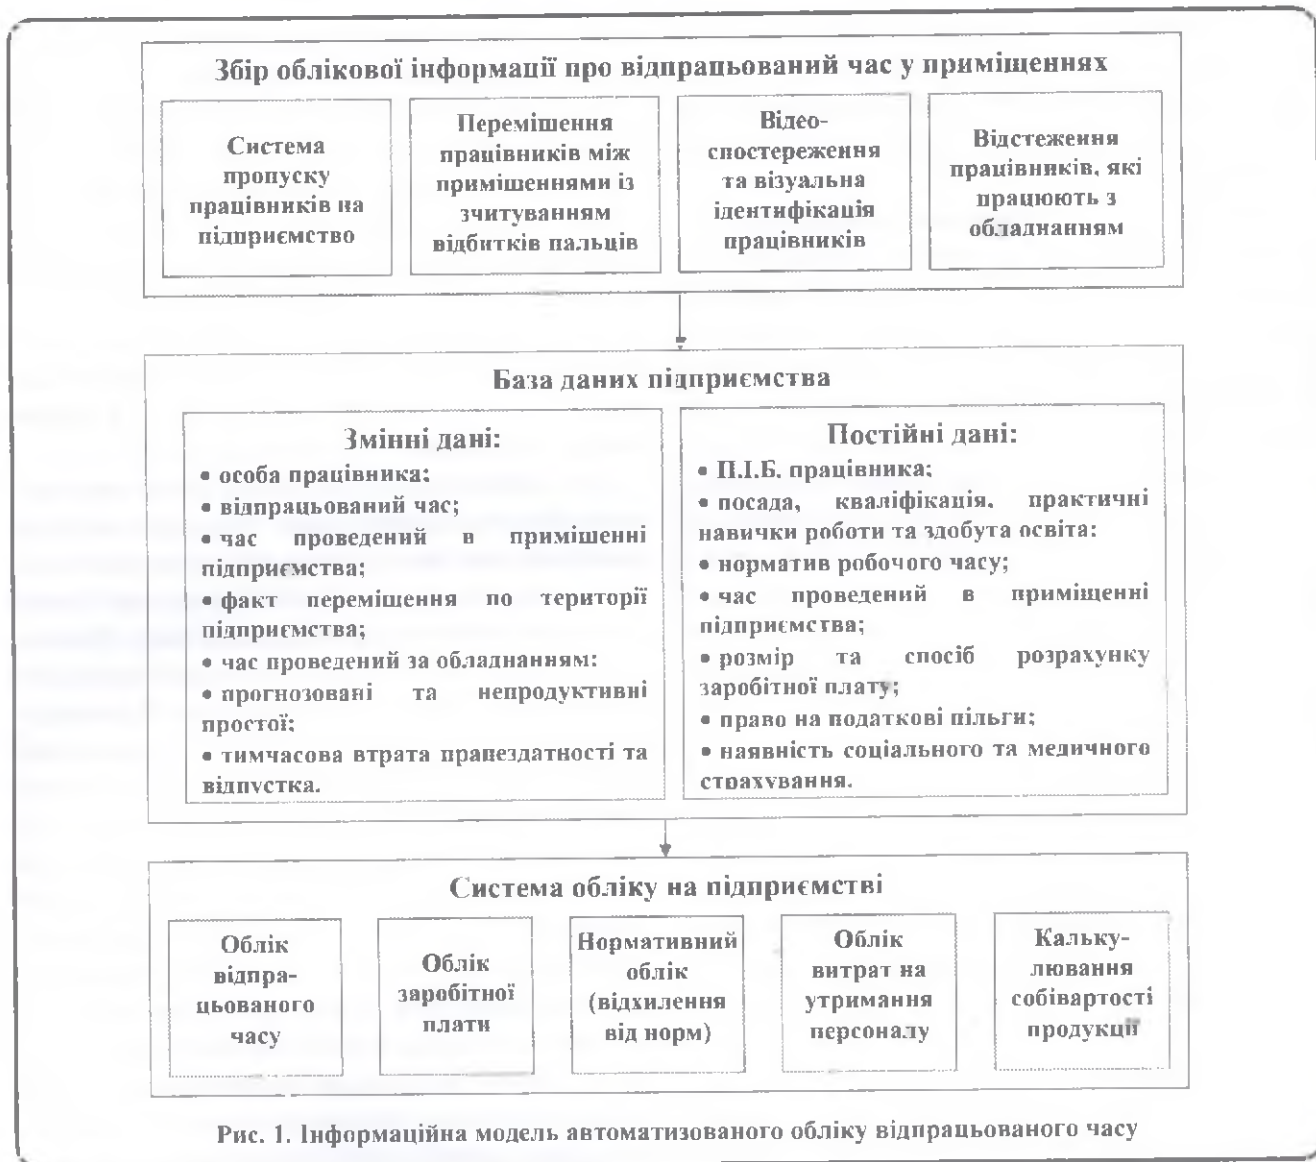 Збір облікової інформації про відпрацьований час у приміщеннях
Система
пропуску
працівників на
підприємство
Переміщення
працівників між
приміщеннями із
зчитуванням
відбитків пальців
Відео-
спостереження
та візуальна
ідентифікація
працівників
Відстеження
працівників, які
працюють з
обладнанням
База даних підприємства
Змінні дані:
• особа працівника;
• відпрацьований час;
• час проведений в приміщенні
підприємства;
• факт переміщення по території
підприємства;
• час проведений за обладнанням;
• прогнозовані та непродуктивні
простої;
• тимчасова втрата працездатності та
відпустка.
Постійні дані:
• П.І.Б. працівника;
• посада, кваліфікація, практичні
навички роботи та здобута освіта;
• норматив робочого часу;
• час проведений в приміщенні
підприємства;
• розмір та спосіб розрахунку
заробітної плату;
• право на податкові пільги;
• наявність соціального та медичного
страхування.
Система обліку на підприємстві
Облік
відпра-
цьованого
часу
Облік
заробітної
плати
Нормативний
облік
(відхилення
від норм)
Облік
витрат на
утримання
персоналу
Кальку-
лювання
собівартості
продукції
Рис. 1. Інформаційна модель автоматизованого обліку відпрацьованого часу